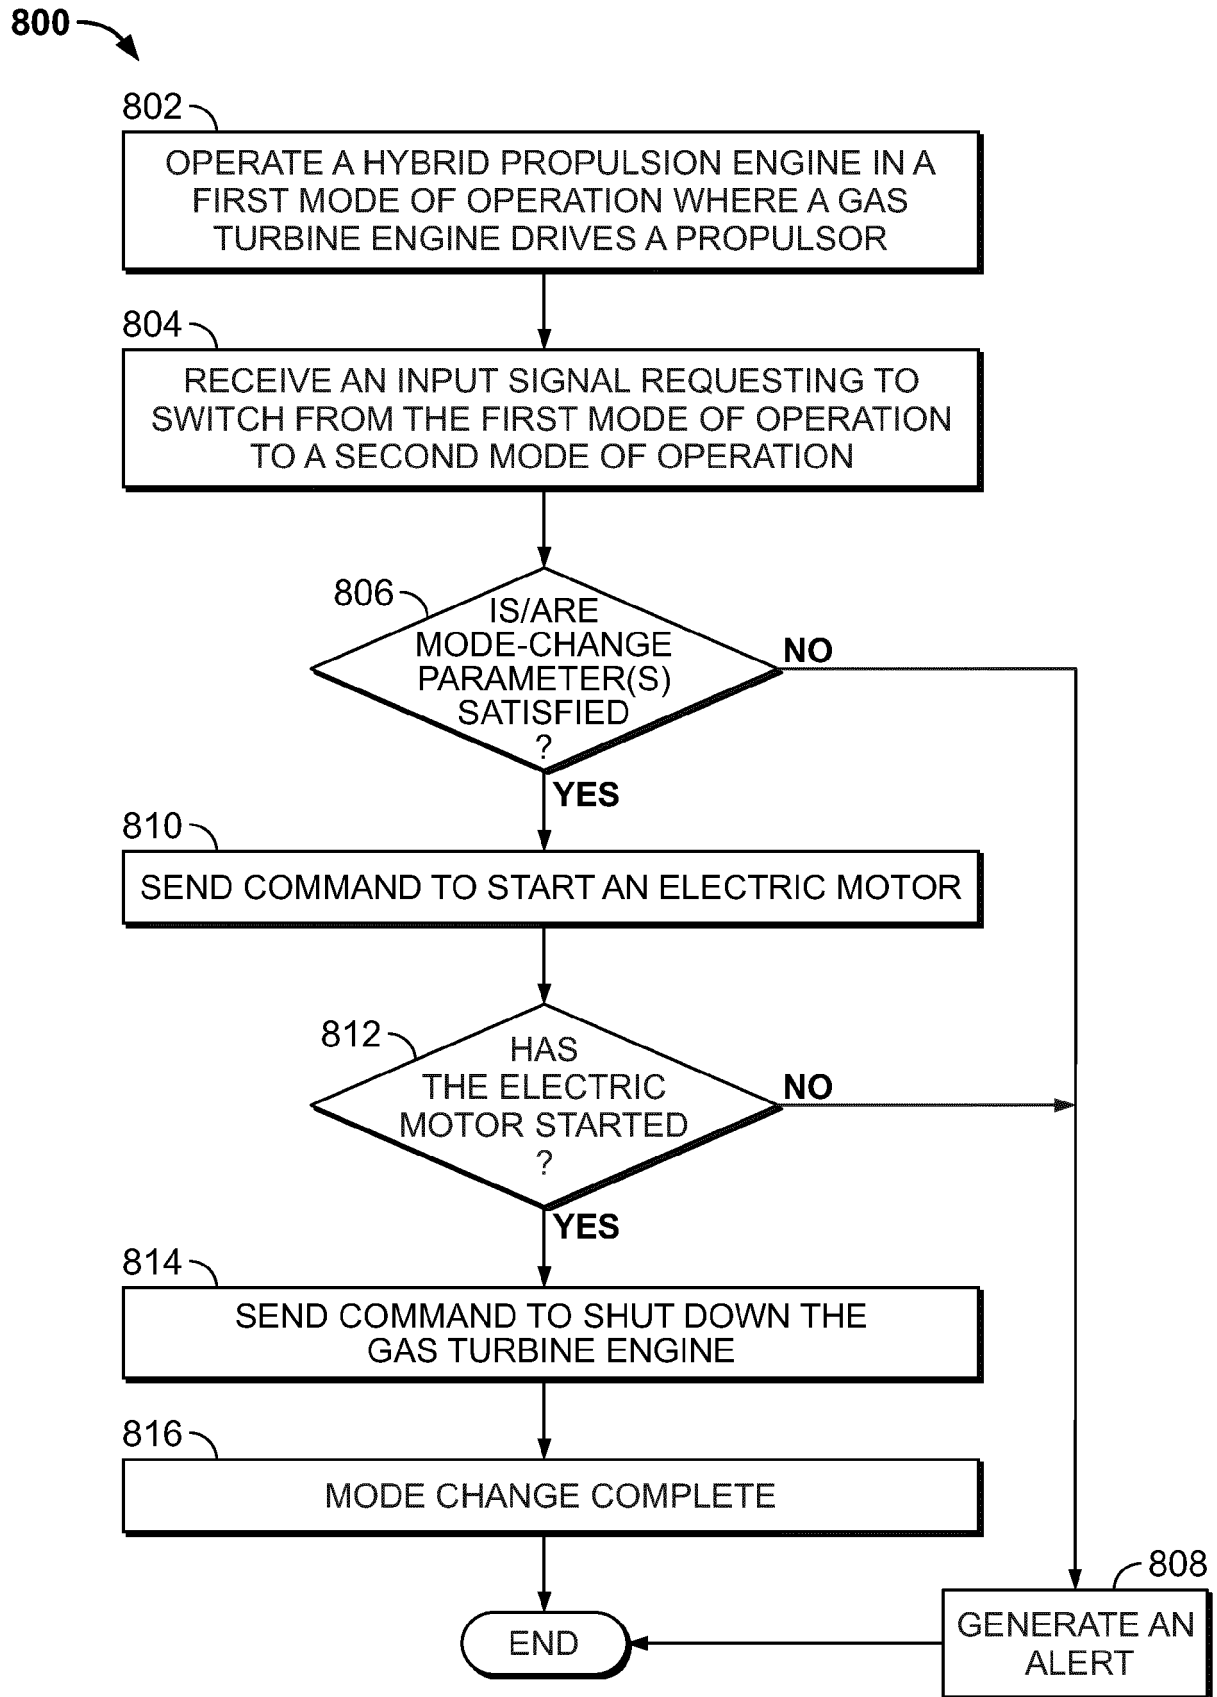 800
802
OPERATE A HYBRID PROPULSION ENGINE IN A
FIRST MODE OF OPERATION WHERE A GAS
TURBINE ENGINE DRIVES A PROPULSOR
804
RECEIVE AN INPUT SIGNAL REQUESTING TO
SWITCH FROM THE FIRST MODE OF OPERATION
TO A SECOND MODE OF OPERATION
806
IS/ARE
MODE-CHANGE
PARAMETER(S)
SATISFIED
?
NO
YES
810
SEND COMMAND TO START AN ELECTRIC MOTOR
812
HAS
THE ELECTRIC
MOTOR STARTED
?
NO
YES
814
SEND COMMAND TO SHUT DOWN THE
GAS TURBINE ENGINE
816
MODE CHANGE COMPLETE
808
GENERATE AN
ALERT
END